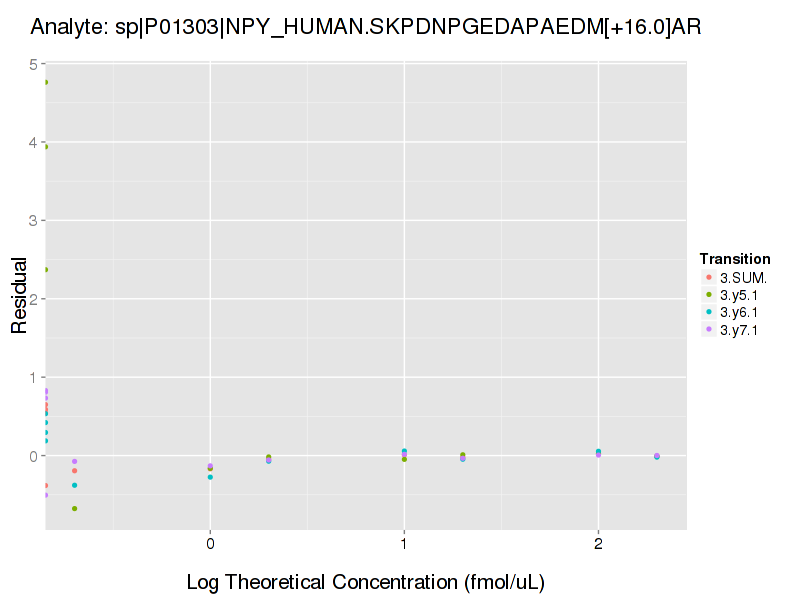 Analyte: sp|P01303|NPY_HUMAN.SKPDNPGEDAPAEDM[+16.0]AR
5
4
3
2
1
0
Residual
0 1 2
Log Theoretical Concentration (fmol/uL)
Transition
3.SUM.
3.y5.1
3.y6.1
3.y7.1